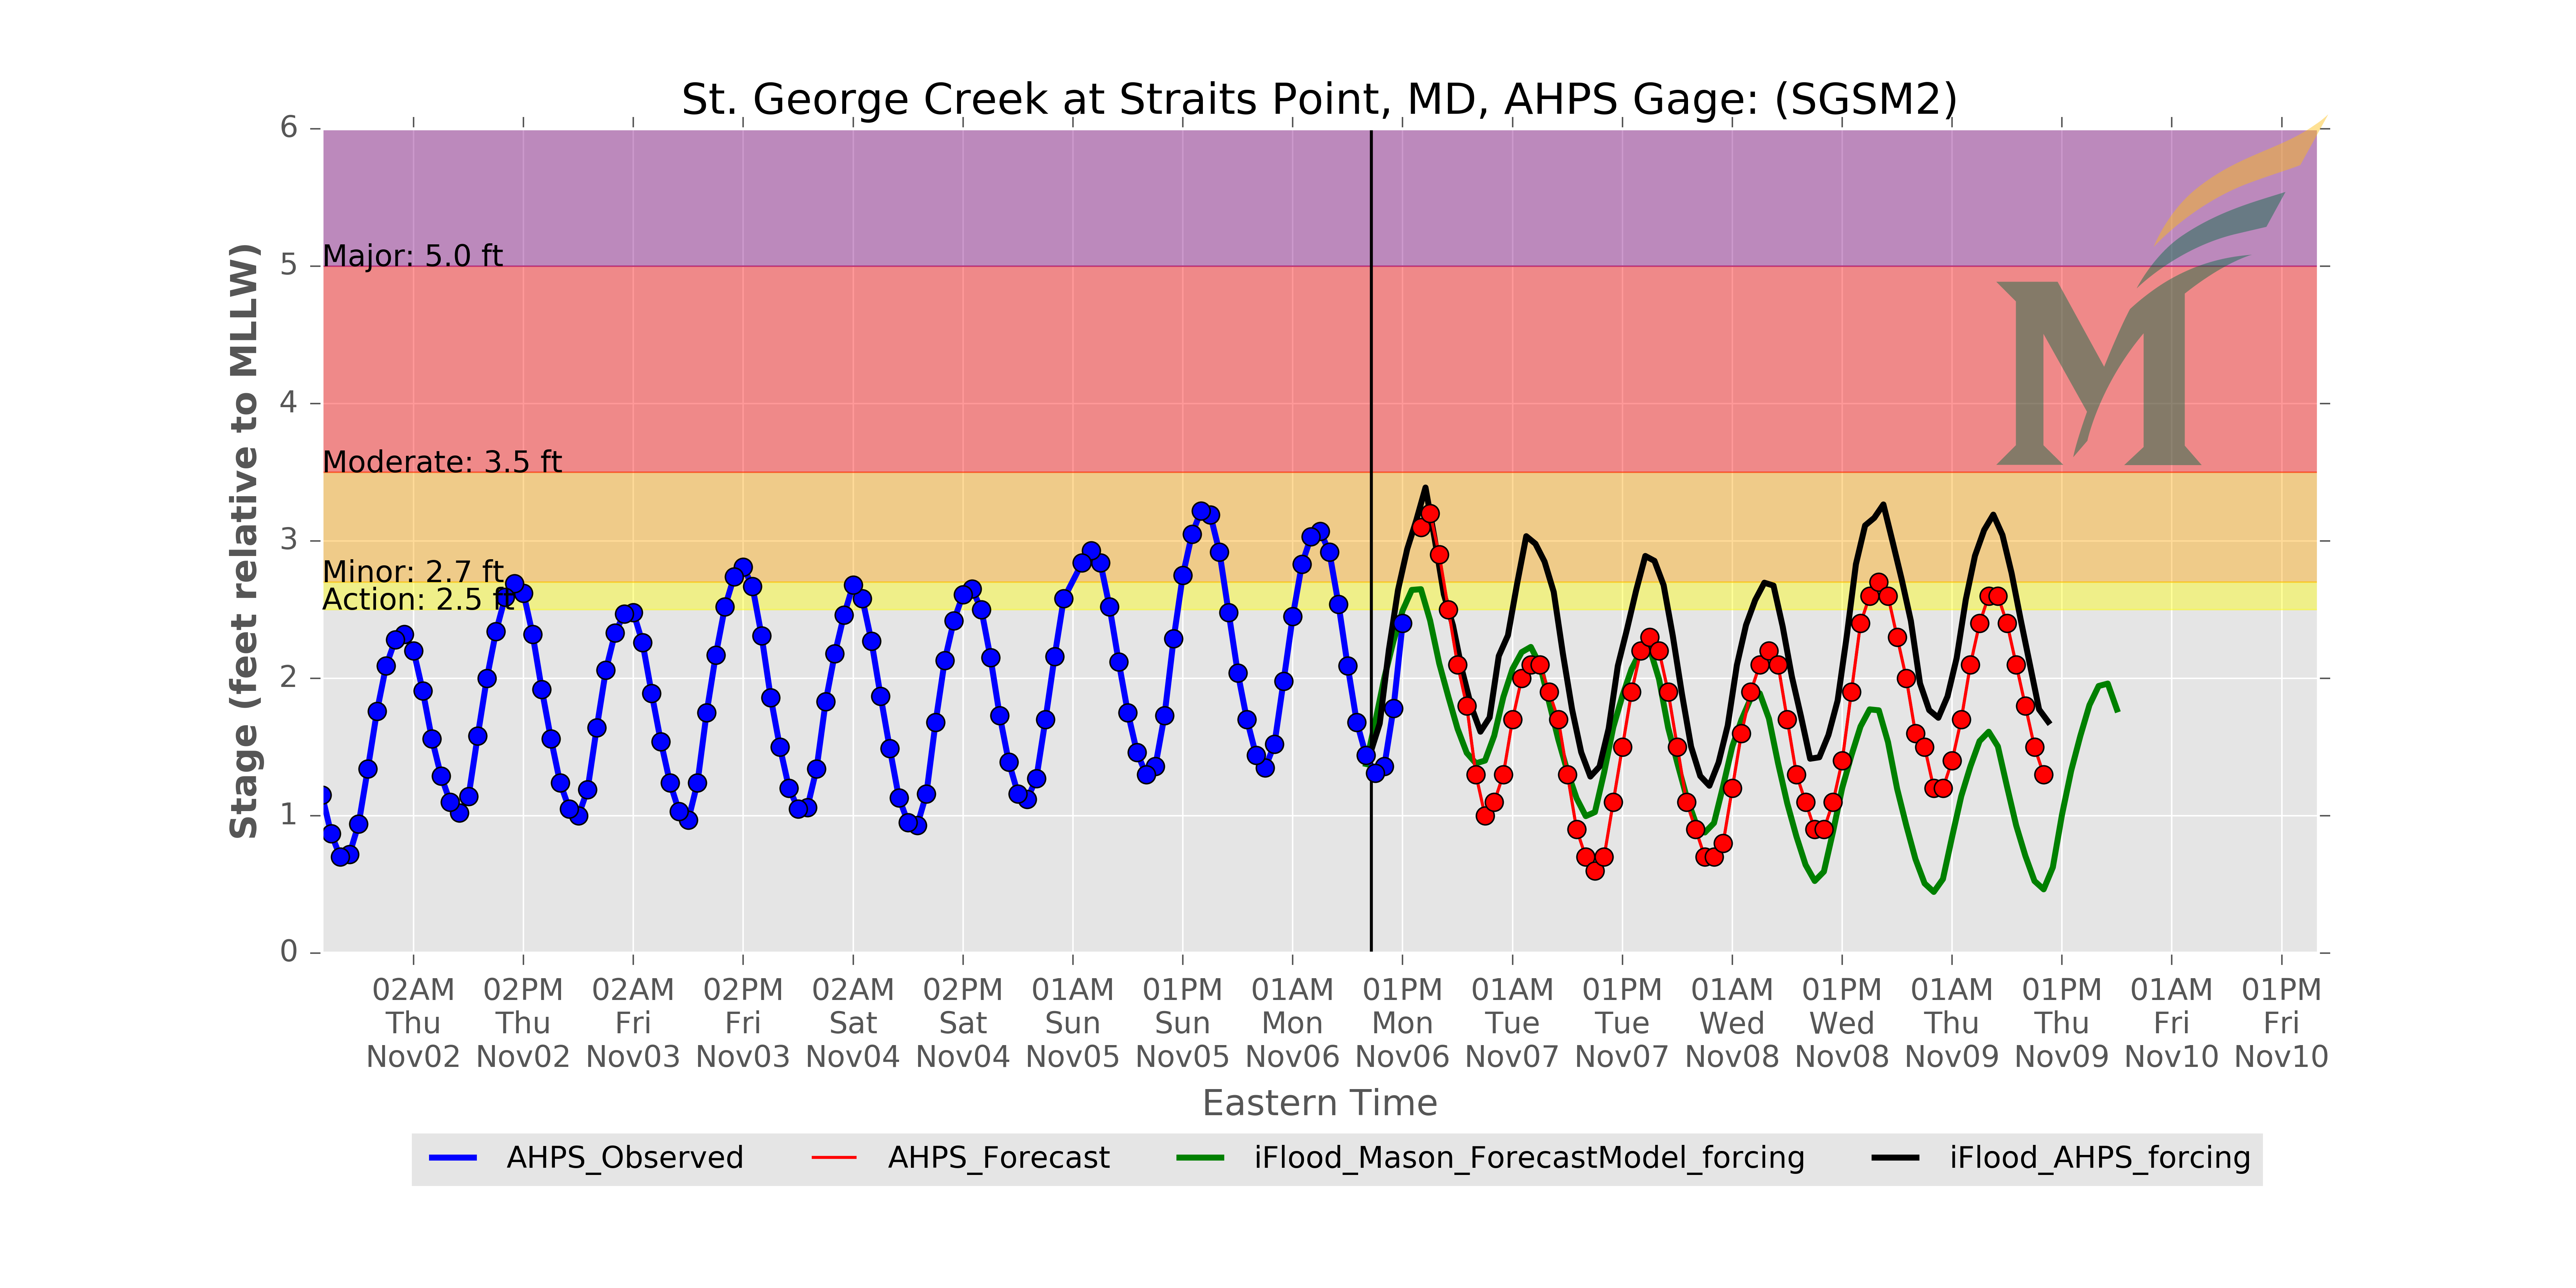 St. George Creek at Straits Point, MD, AHPS Gage: (SGSM2)
Stage (feet relative to MLLW)
6
5
4
3
2
1
0
Major: 5.0 ft
Moderate: 3.5 ft
Minor: 2.7 ft
Action: 2.5 ft
M
02AM 02PM 02AM 02PM 02AM 02PM 01AM 01PM 01AM 01PM 01AM 01PM 01AM 01PM 01AM 01PM 01AM 01PM
Thu Thu Fri Fri Sat Sat Sun Sun Mon Mon Tue Tue Wed Wed Thu Thu Fri Fri
Nov02 Nov02 Nov03 Nov03 Nov04 Nov04 Nov05 Nov05 Nov06 Nov06 Nov07 Nov07 Nov08 Nov08 Nov09 Nov09 Nov10 Nov10
Eastern Time
AHPS_Observed AHPS_Forecast iFlood_Mason_ForecastModel_forcing iFlood_AHPS_forcing